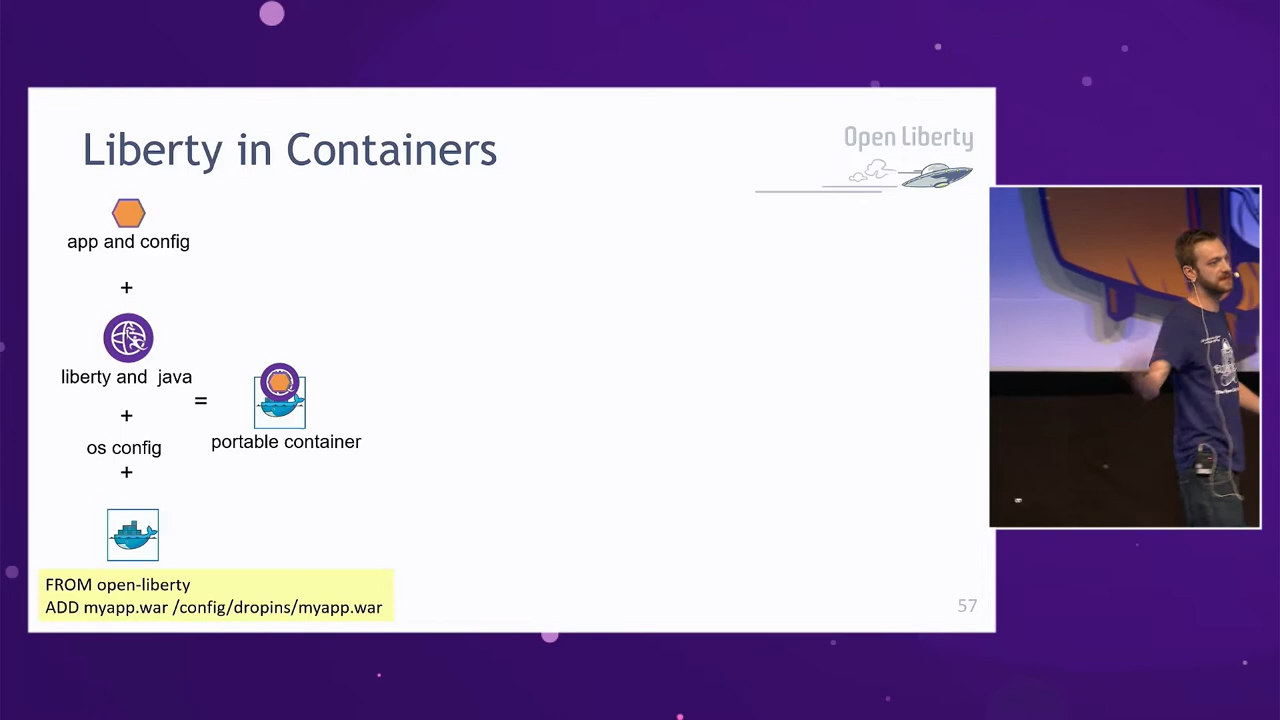 Liberty in Containers
Open Liberty
app and config
+
liberty and java
+
=
os config
portable container
+
FROM open-liberty
ADD myapp.war /config/dropins/myapp.war
57